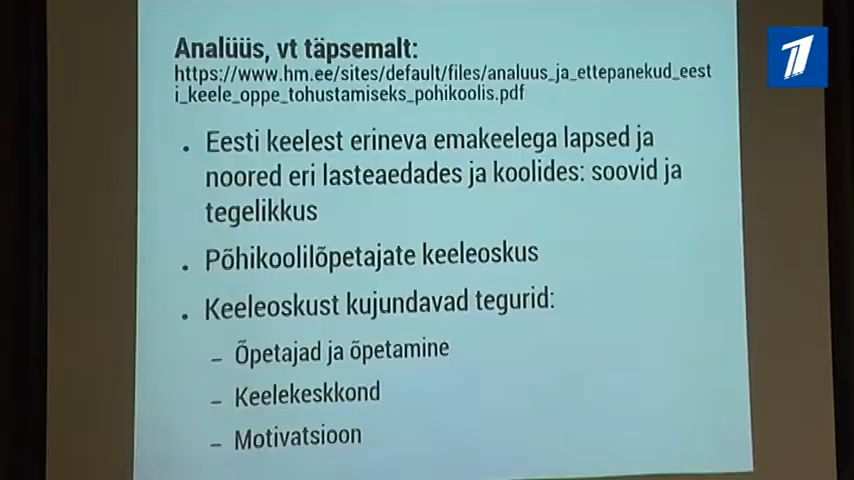 Analüüs, vt täpsemalt:
https://www.hm.ee/sites/default/files/analuus_ja_ettepanekud_eest
i_keele_oppe_tohustamiseks_pohikoolis.pdf
• Eesti keelest erineva emakeelega lapsed ja
noored eri lasteaedades ja koolides: soovid ja
tegelikkus
• Põhikoolilõpetajate keeleoskus
• Keeleoskust kujundavad tegurid:
– Õpetajad ja õpetamine
– Keelekeskkond
– Motivatsioon
1